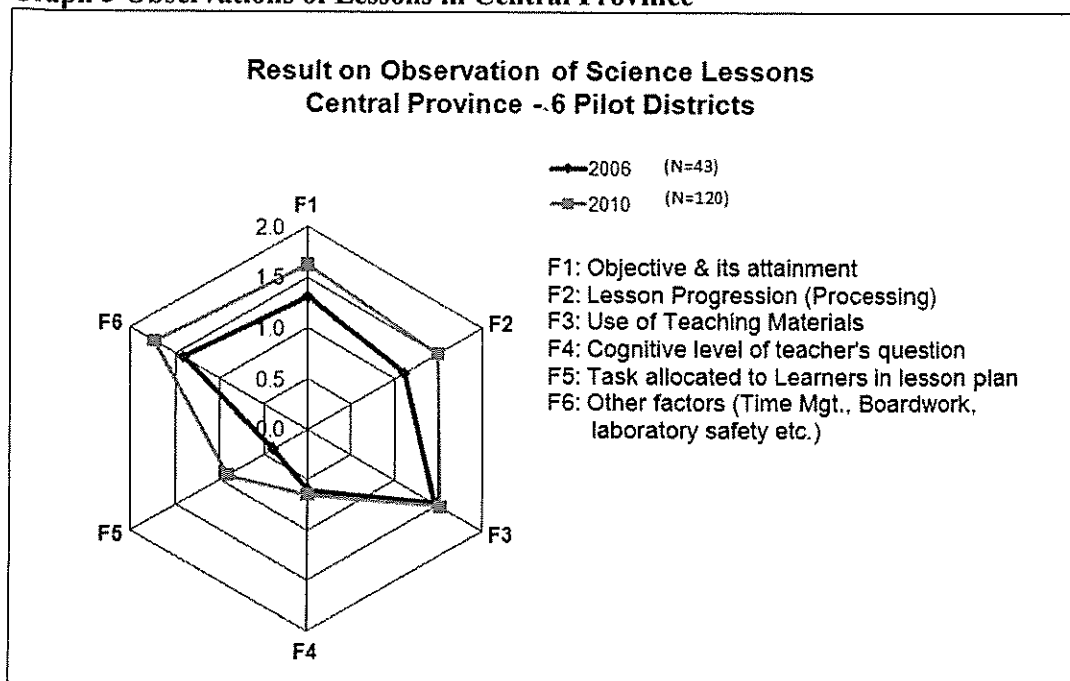 Result on Observation of Science Lessons
Central Province - 6 Pilot Districts
2006 (N=43)
2010 (N=120)
F1
2.0
1.5
1.0
0.5
0.0
F2
F3
F4
F5
F6
F1: Objective & its attainment
F2: Lesson Progression (Processing)
F3: Use of Teaching Materials
F4: Cognitive level of teacher's question
F5: Task allocated to Learners in lesson plan
F6: Other factors (Time Mgt., Boardwork,
laboratory safety etc.)